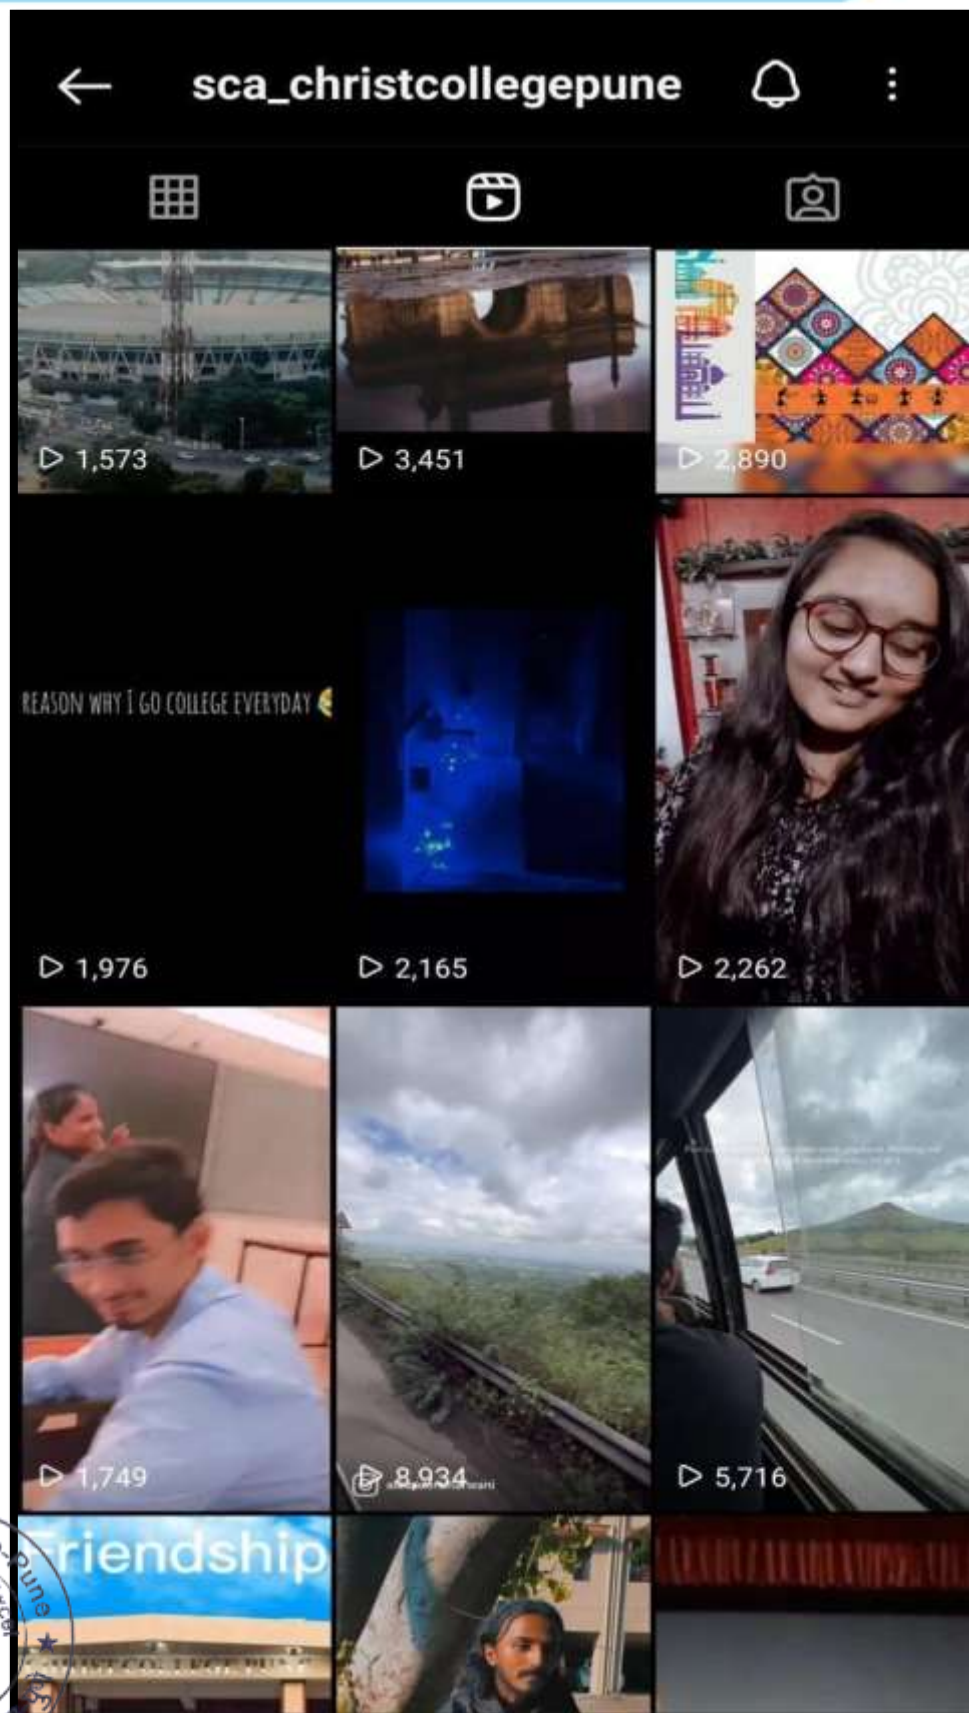 sca_christcollegepune
1,573
3,451
2,890
REASON WHY I GO COLLEGE EVERYDAY
1,976
2,165
2,262
1,749
8,934
5,716
Friendship
Pune